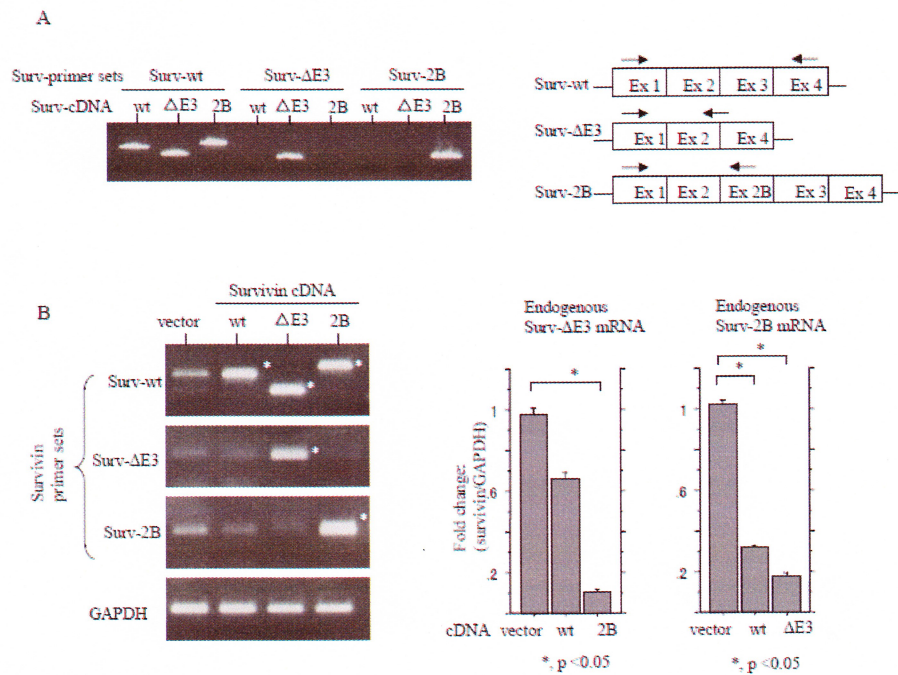 A
Surv-primer sets Surv-wt Surv-ΔE3 Surv-2B
Surv-cDNA wt ΔE3 2B wt ΔE3 2B wt ΔE3 2B
Surv-wt Ex 1 Ex 2 Ex 3 Ex 4
Surv-ΔE3 Ex 1 Ex 2 Ex 4
Surv-2B Ex 1 Ex 2 Ex 2B Ex 3 Ex 4
B
Survivin cDNA
vector wt ΔE3 2B
Survivin primer sets
Surv-wt * * *
Surv-ΔE3 *
Surv-2B *
GAPDH
Endogenous
Surv-ΔE3 mRNA
*
Fold change:
(survivin/GAPDH)
1
.6
.2
cDNA vector wt 2B
*, p <0.05
Endogenous
Surv-2B mRNA
*
*
1
.6
.2
vector wt ΔE3
*, p <0.05